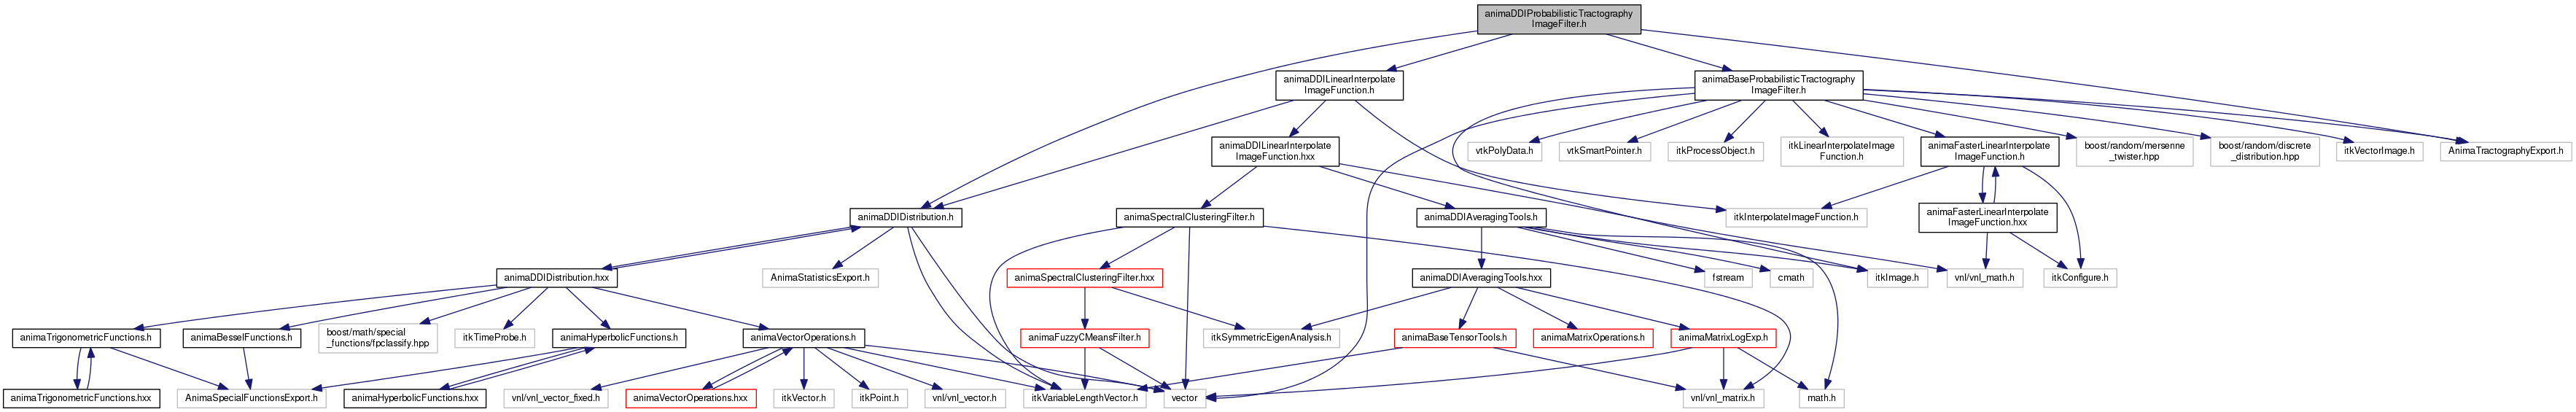 animaDDIProbabilisticTractography
ImageFilter.h
animaDDILinearInterpolate
ImageFunction.h
animaBaseProbabilisticTractography
ImageFilter.h
animaDDILinearInterpolate
ImageFunction.hxx
vtkPolyData.h
vtkSmartPointer.h
itkProcessObject.h
itkLinearInterpolateImage
Function.h
animaFasterLinearInterpolate
ImageFunction.h
boost/random/mersenne
_twister.hpp
boost/random/discrete
_distribution.hpp
itkVectorImage.h
AnimaTractographyExport.h
animaDDIDistribution.h
animaSpectralClusteringFilter.h
animaDDIAveragingTools.h
itkInterpolateImageFunction.h
animaFasterLinearInterpolate
ImageFunction.hxx
animaDDIDistribution.hxx
AnimaStatisticsExport.h
animaSpectralClusteringFilter.hxx
animaDDIAveragingTools.hxx
fstream
cmath
itkImage.h
vnl/vnl_math.h
itkConfigure.h
animaTrigonometricFunctions.h
animaBesselFunctions.h
boost/math/special
_functions/fpclassify.hpp
itkTimeProbe.h
animaHyperbolicFunctions.h
animaVectorOperations.h
animaFuzzyCMeansFilter.h
itkSymmetricEigenAnalysis.h
animaBaseTensorTools.h
animaMatrixOperations.h
animaMatrixLogExp.h
animaTrigonometricFunctions.hxx
AnimaSpecialFunctionsExport.h
animaHyperbolicFunctions.hxx
vnl/vnl_vector_fixed.h
animaVectorOperations.hxx
itkVector.h
itkPoint.h
vnl/vnl_vector.h
itkVariableLengthVector.h
vector
vnl/vnl_matrix.h
math.h